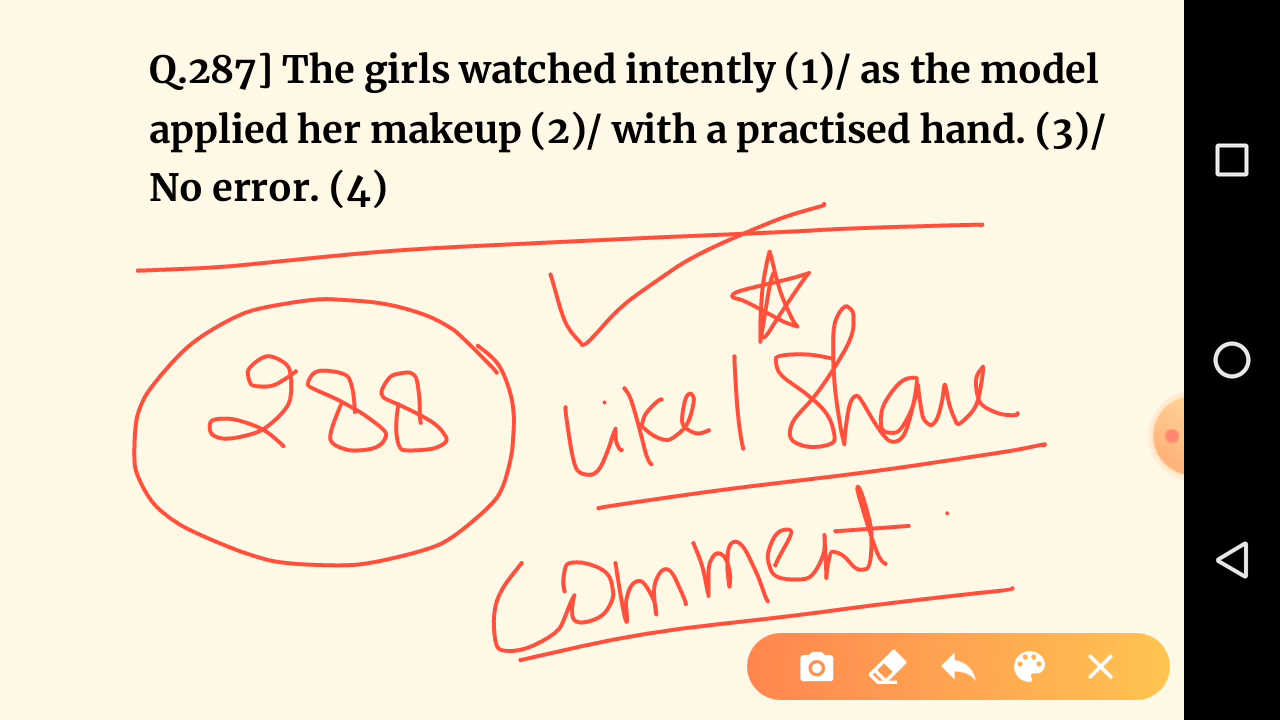 Q.287] The girls watched intently (1)/ as the model
applied her makeup (2)/ with a practised hand. (3)/
No error. (4)
288
Like/Share
Comment